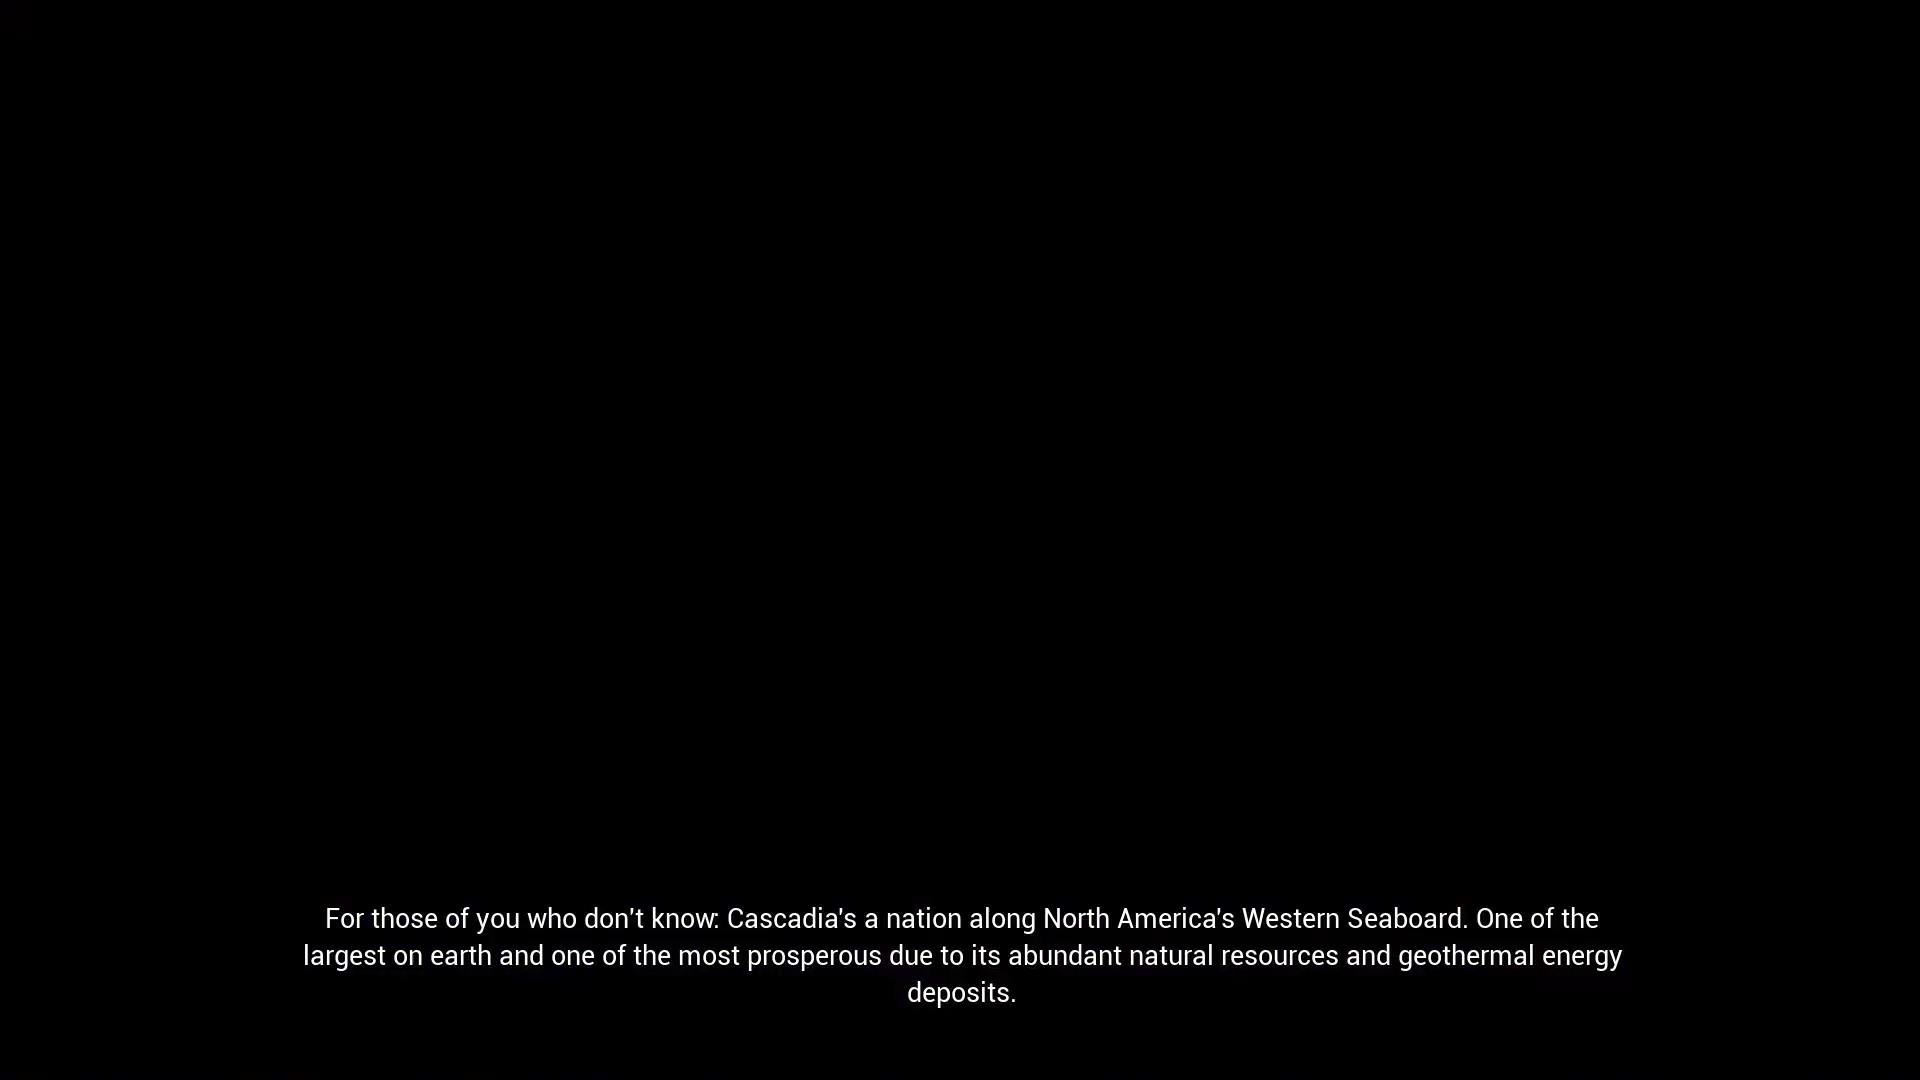 For those of you who don't know: Cascadia's a nation along North America's Western Seaboard. One of the
largest on earth and one of the most prosperous due to its abundant natural resources and geothermal energy
deposits.